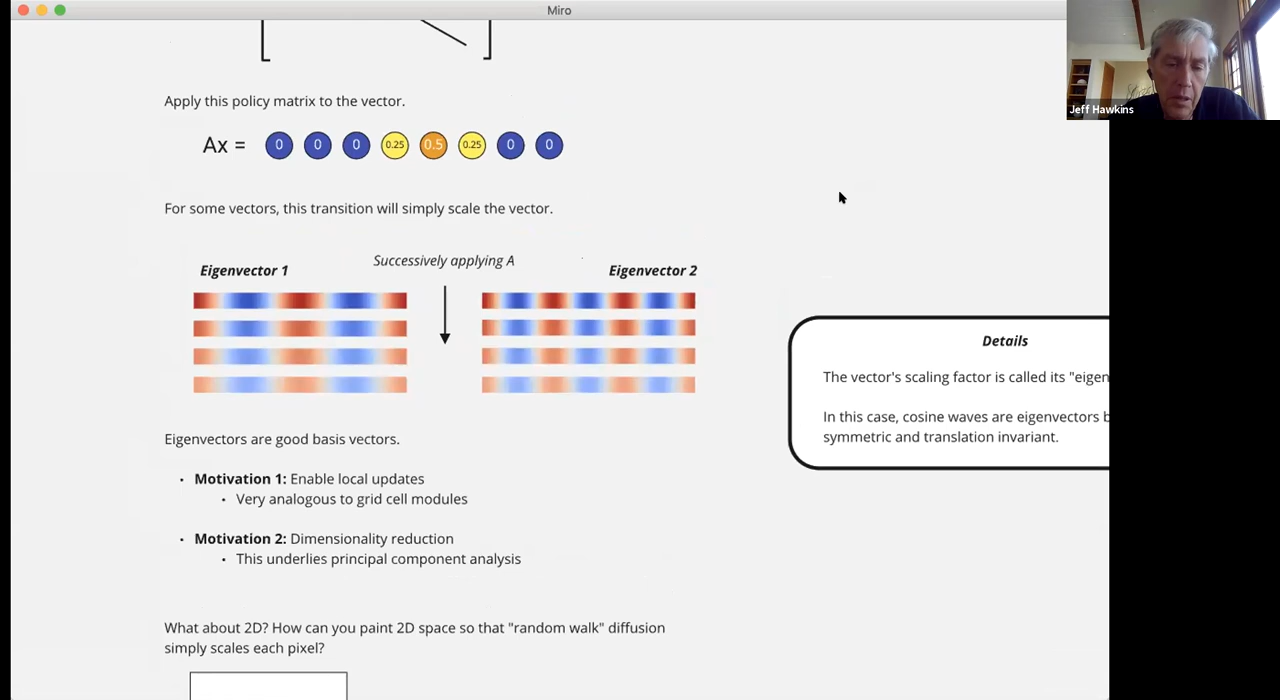 Miro
Jeff Hawkins
Apply this policy matrix to the vector.
Ax = 0 0 0 0.25 0.5 0.25 0 0
For some vectors, this transition will simply scale the vector.
Successively applying A
Eigenvector 1
Eigenvector 2
Details
The vector's scaling factor is called its "eigen
In this case, cosine waves are eigenvectors b
symmetric and translation invariant.
Eigenvectors are good basis vectors.
• Motivation 1: Enable local updates
• Very analogous to grid cell modules
• Motivation 2: Dimensionality reduction
• This underlies principal component analysis
What about 2D? How can you paint 2D space so that "random walk" diffusion
simply scales each pixel?